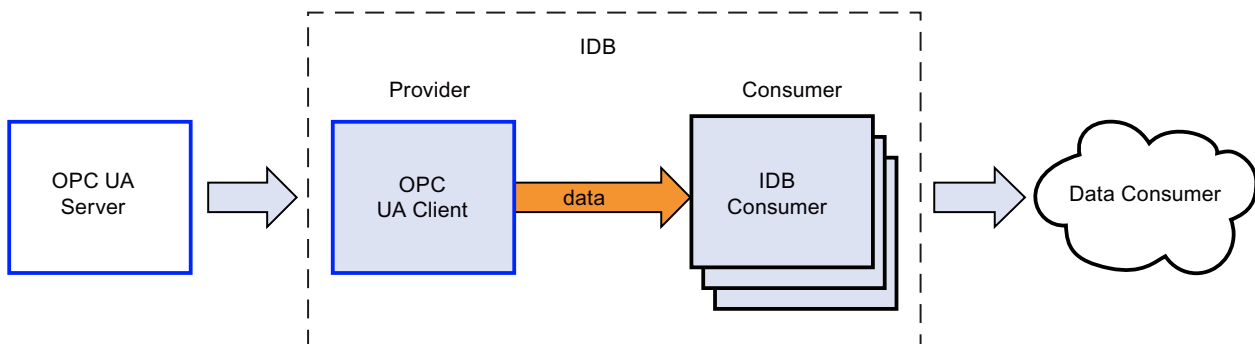 IDB
Provider
Consumer
OPC UA
Server
OPC
UA Client
data
IDB
Consumer
Data Consumer